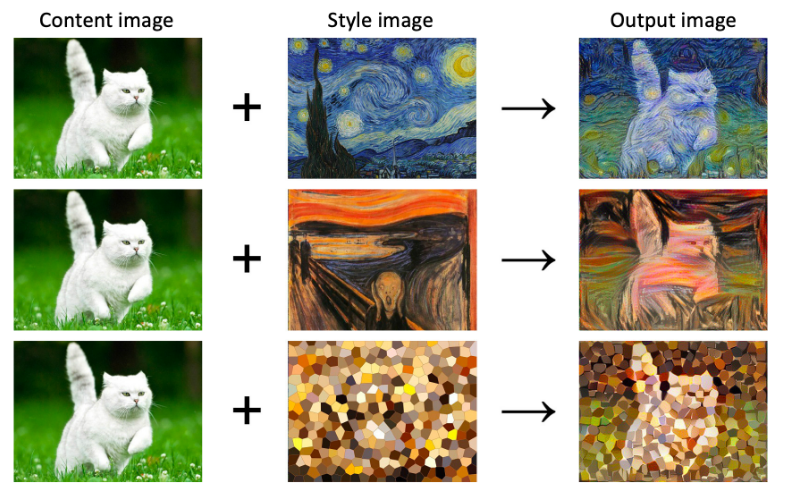 Content image Style image Output image
+ →
+ →
+ →